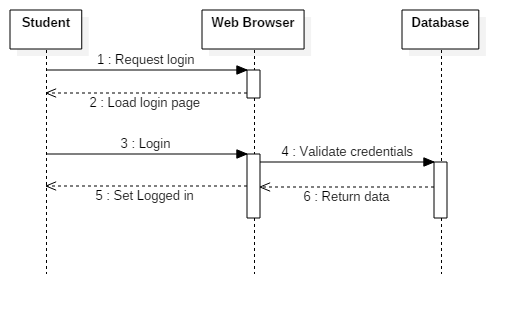 Student
Web Browser
Database
1 : Request login
2 : Load login page
3 : Login
4 : Validate credentials
5 : Set Logged in
6 : Return data